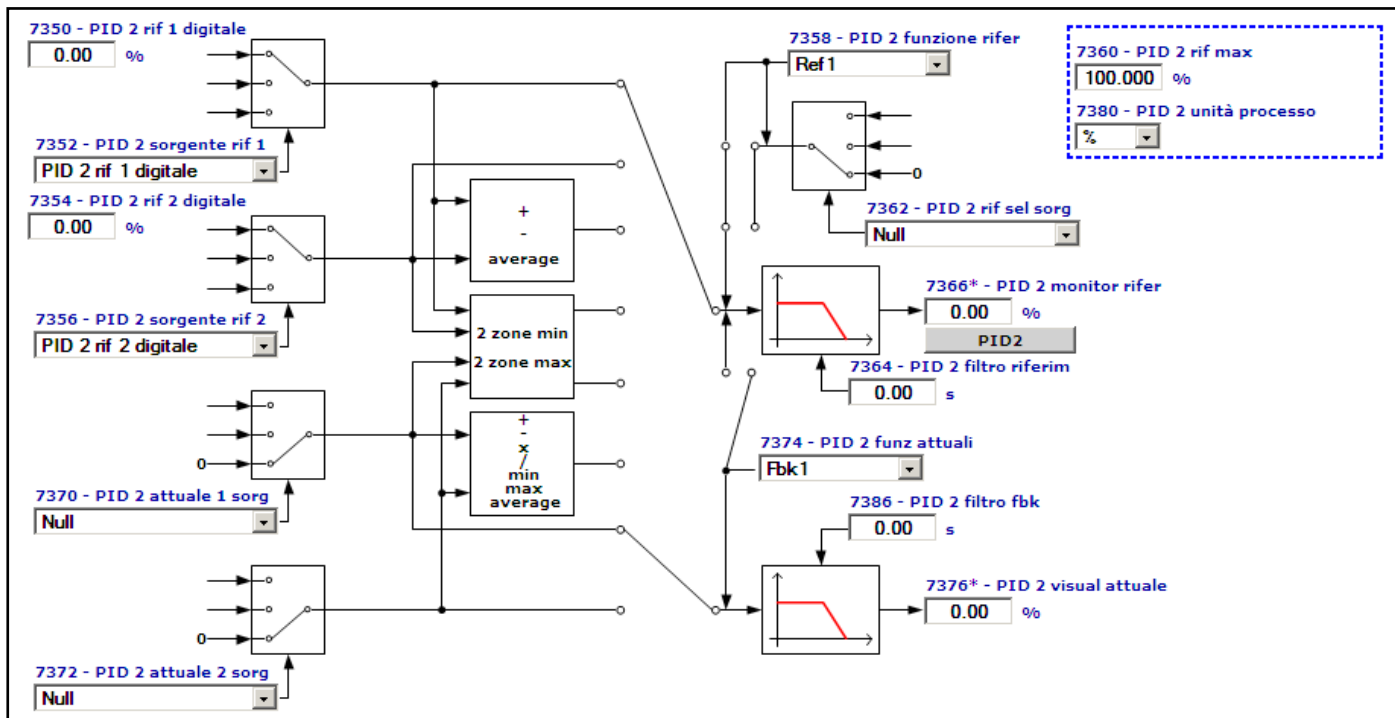 7350 - PID 2 rif 1 digitale
0.00 %
7352 - PID 2 sorgente rif 1
PID 2 rif 1 digitale
7354 - PID 2 rif 2 digitale
0.00 %
7356 - PID 2 sorgente rif 2
PID 2 rif 2 digitale
0
7370 - PID 2 attuale 1 sorg
Null
0
7372 - PID 2 attuale 2 sorg
Null
+
-
average
2 zone min
2 zone max
+
-
x
/
min
max
average
7358 - PID 2 funzione rifer
Ref1
0
7362 - PID 2 rif sel sorg
Null
7366* - PID 2 monitor rifer
0.00 %
PID2
7364 - PID 2 filtro riferim
0.00 s
7374 - PID 2 funz attuali
Fbk1
7386 - PID 2 filtro fbk
0.00 s
7376* - PID 2 visual attuale
0.00 %
7360 - PID 2 rif max
100.000 %
7380 - PID 2 unità processo
%